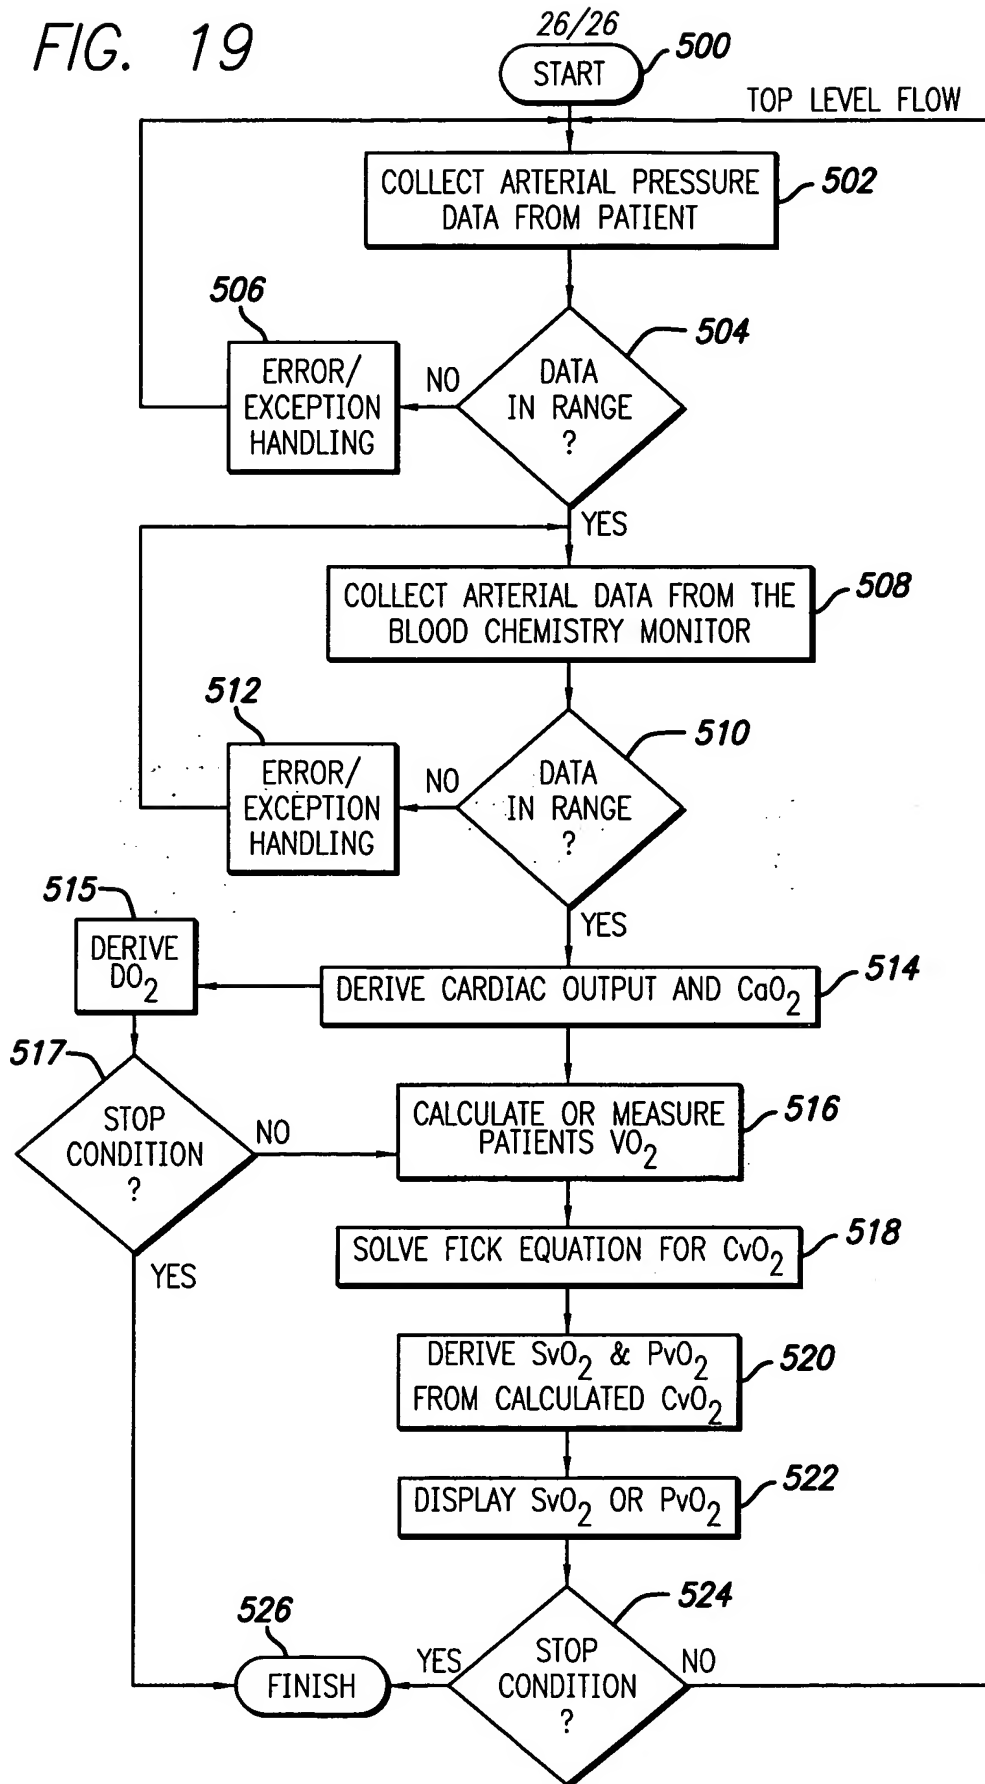 FIG. 19
26/26
START
500
TOP LEVEL FLOW
COLLECT ARTERIAL PRESSURE
DATA FROM PATIENT
502
506
504
ERROR/
EXCEPTION
HANDLING
NO
DATA
IN RANGE
?
YES
COLLECT ARTERIAL DATA FROM THE
BLOOD CHEMISTRY MONITOR
508
512
510
ERROR/
EXCEPTION
HANDLING
NO
DATA
IN RANGE
?
YES
515
DERIVE
DO₂
DERIVE CARDIAC OUTPUT AND CaO₂
514
517
STOP
CONDITION
?
NO
YES
CALCULATE OR MEASURE
PATIENTS VO₂
516
SOLVE FICK EQUATION FOR CvO₂
518
DERIVE SvO₂ & PvO₂
FROM CALCULATED CvO₂
520
DISPLAY SvO₂ OR PvO₂
522
524
526
FINISH
YES
STOP
CONDITION
?
NO